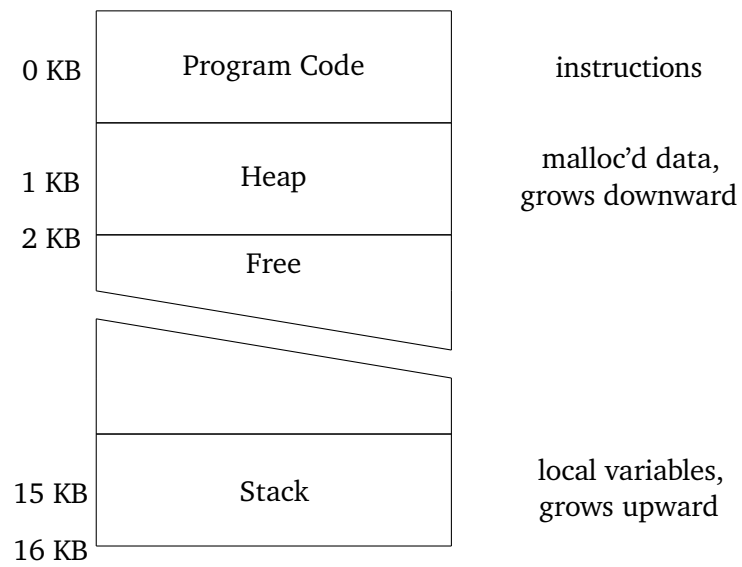 0 KB
Program Code
instructions
1 KB
Heap
malloc’d data,
grows downward
2 KB
Free
15 KB
Stack
local variables,
grows upward
16 KB